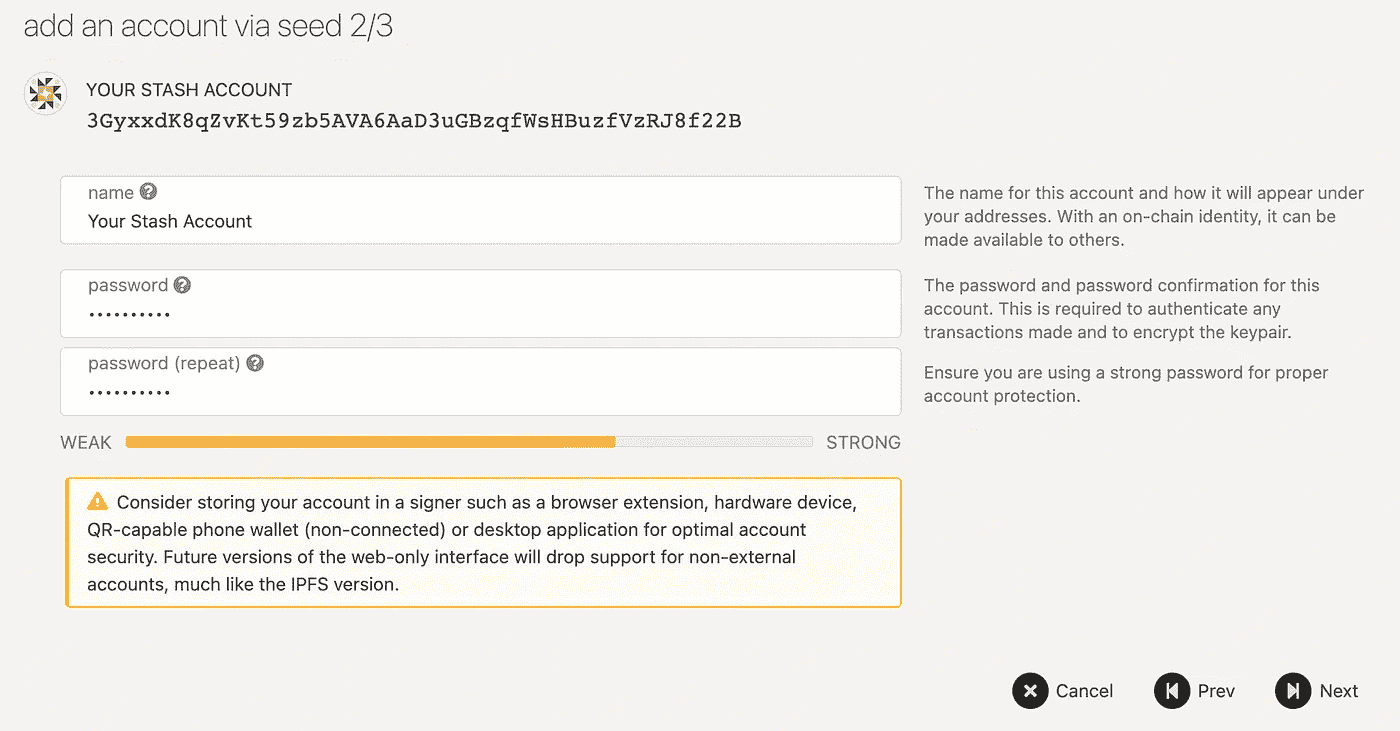 add an account via seed 2/3
YOUR STASH ACCOUNT
3GyxxdK8qZvKt59zb5AVA6AaD3uGBzqfWsHBuzfVzRJ8f22B
name
Your Stash Account
The name for this account and how it will appear under
your addresses. With an on-chain identity, it can be
made available to others.
password
••••••••••
The password and password confirmation for this
account. This is required to authenticate any
transactions made and to encrypt the keypair.
password (repeat)
••••••••••
Ensure you are using a strong password for proper
account protection.
WEAK STRONG
Consider storing your account in a signer such as a browser extension, hardware device,
QR-capable phone wallet (non-connected) or desktop application for optimal account
security. Future versions of the web-only interface will drop support for non-external
accounts, much like the IPFS version.
Cancel Prev Next